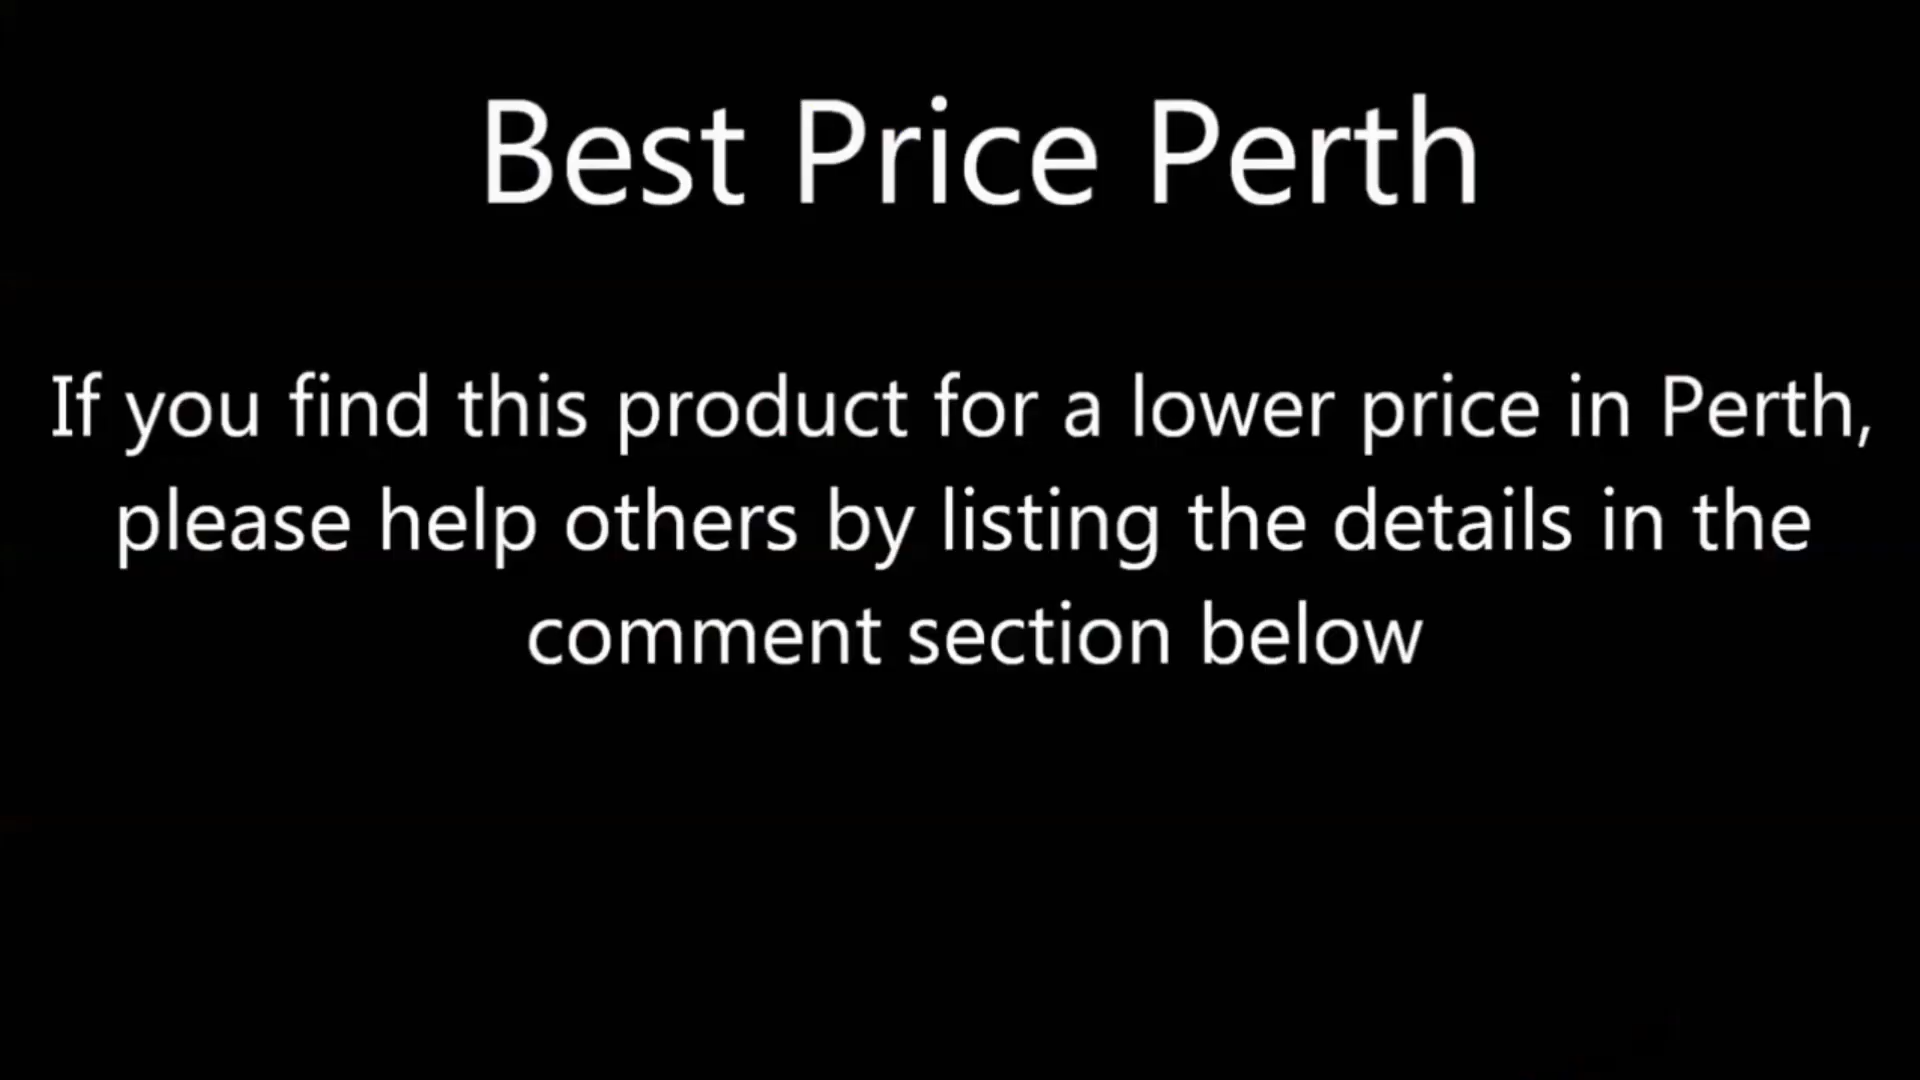 Best Price Perth
If you find this product for a lower price in Perth,
please help others by listing the details in the
comment section below